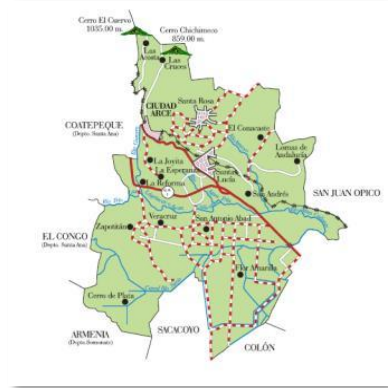 Cerro El Cuervo
1035.00 m.
Cerro Chichimeco
859.00 m.
Las
Acosta
Las
Cruces
CIUDAD
ARCE
Santa Rosa
COATEPEQUE
(Depto. Santa Ana)
El Conacaste
Lomas de
Andalucía
La Joyita
La Esperanza
Santa
Lucía
La Reforma
San Andrés
SAN JUAN OPICO
Zapotitán
Veracruz
San Antonio Abad
EL CONGO
(Depto. Santa Ana)
Flor Amarilla
Cerro de Plata
ARMENIA
(Depto. Sonsonate)
SACACOYO
COLÓN